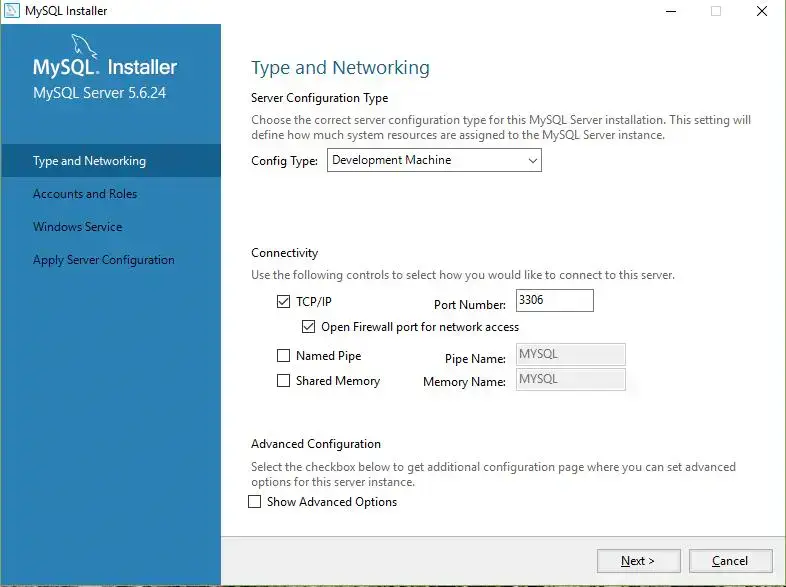 MySQL Installer
MySQL. Installer
MySQL Server 5.6.24
Type and Networking
Accounts and Roles
Windows Service
Apply Server Configuration
Type and Networking
Server Configuration Type
Choose the correct server configuration type for this MySQL Server installation. This setting will
define how much system resources are assigned to the MySQL Server instance.
Config Type: Development Machine
Connectivity
Use the following controls to select how you would like to connect to this server.
TCP/IP Port Number: 3306
Open Firewall port for network access
Named Pipe Pipe Name: MYSQL
Shared Memory Memory Name: MYSQL
Advanced Configuration
Select the checkbox below to get additional configuration page where you can set advanced
options for this server instance.
Show Advanced Options
Next > Cancel